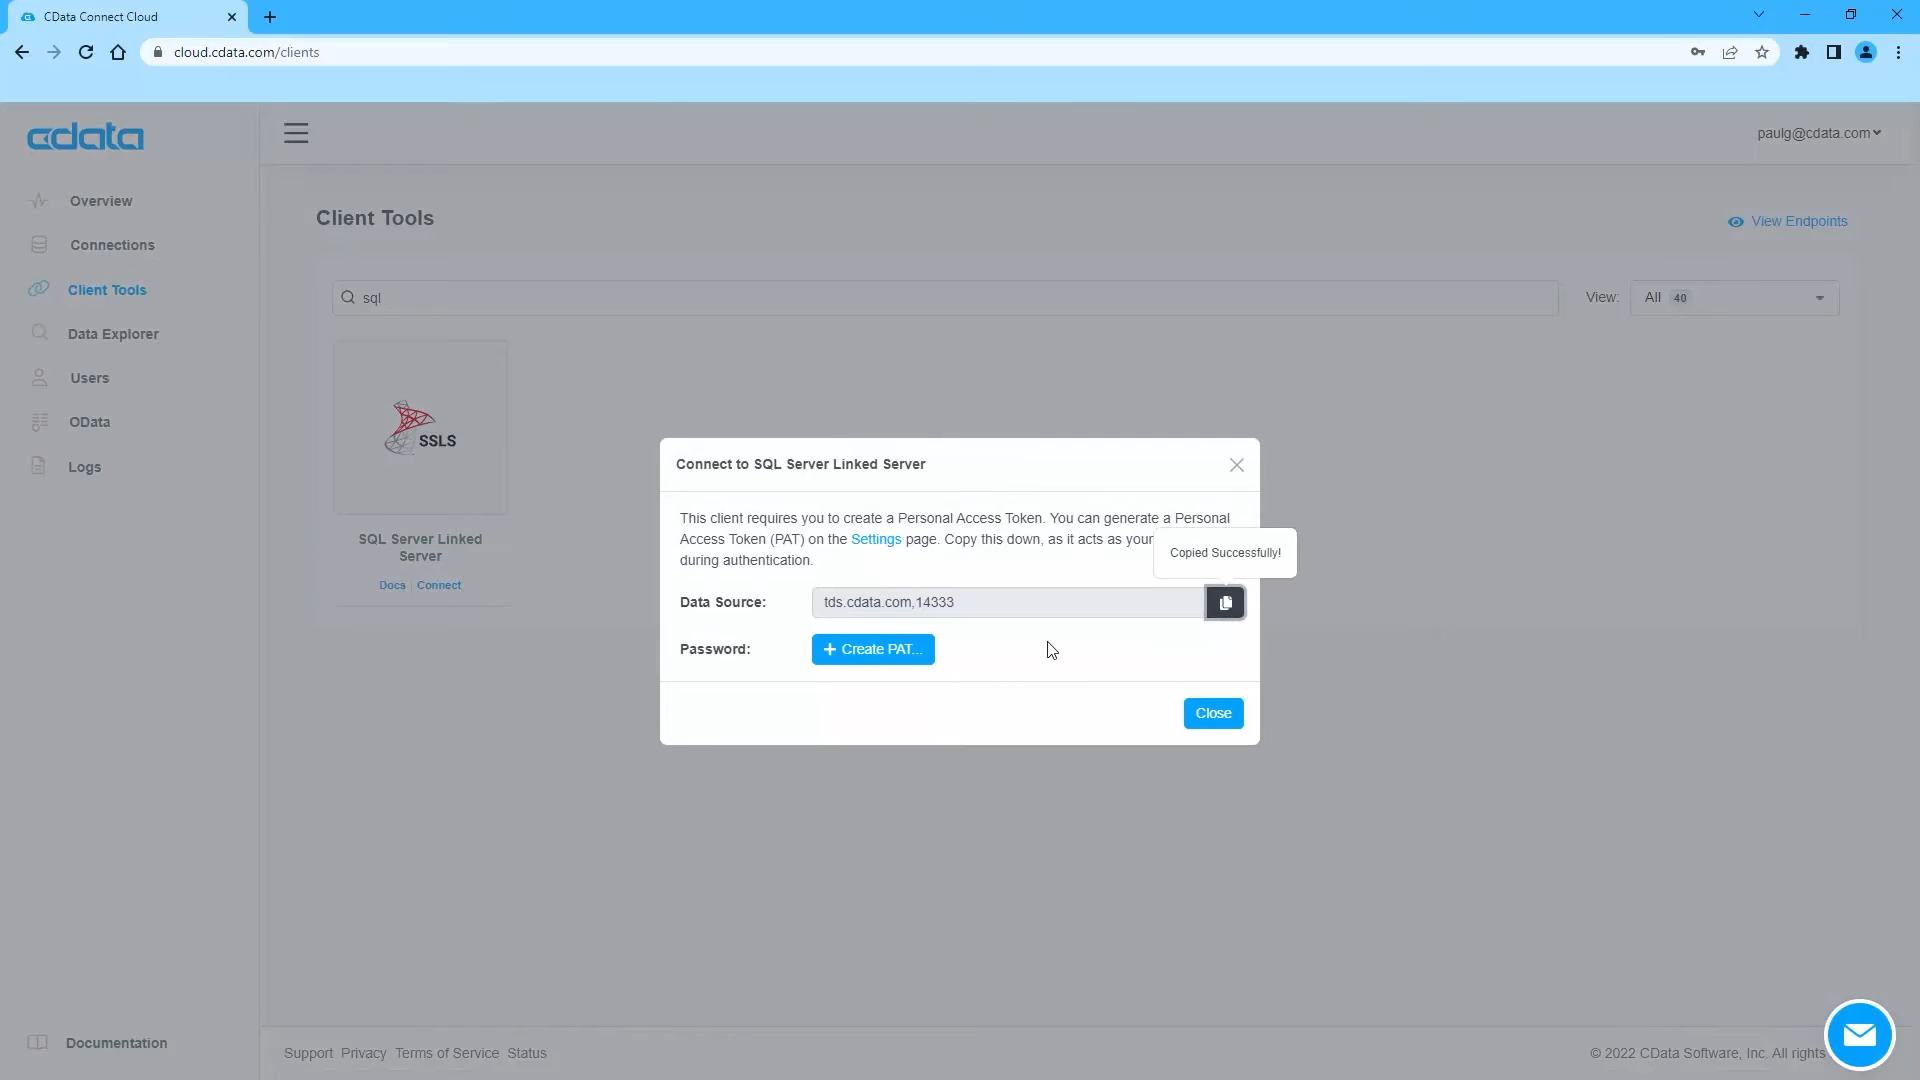 CData Connect Cloud
cloud.cdata.com/clients
cdata
paulg@cdata.com
Overview
Connections
Client Tools
Data Explorer
Users
OData
Logs
Documentation
Client Tools
View Endpoints
sql
View:
All 40
SSLS
SQL Server Linked
Server
Docs | Connect
Connect to SQL Server Linked Server
This client requires you to create a Personal Access Token. You can generate a Personal
Access Token (PAT) on the Settings page. Copy this down, as it acts as your
during authentication.
Copied Successfully!
Data Source:
tds.cdata.com,14333
Password:
+ Create PAT...
Close
Support Privacy Terms of Service Status
© 2022 CData Software, Inc. All rights